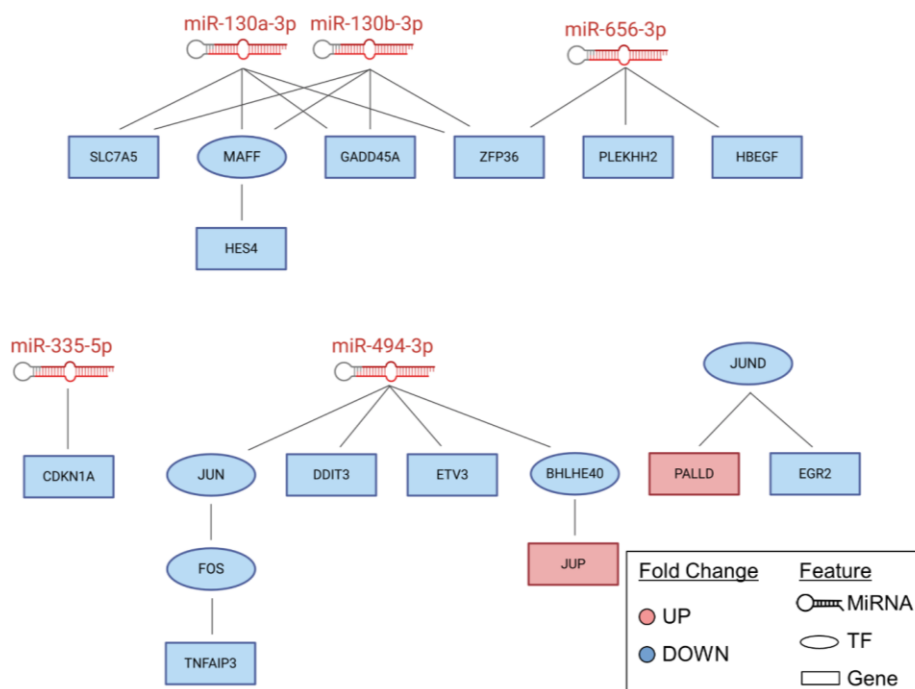 miR-130a-3p miR-130b-3p miR-656-3p
SLC7A5 MAFF GADD45A ZFP36 PLEKHH2 HBEGF
HES4
miR-335-5p miR-494-3p
JUND
CDKN1A JUN DDIT3 ETV3 BHLHE40 PALLD EGR2
FOS JUP
TNFAIP3
Fold Change Feature
MiRNA
UP
TF
DOWN
Gene